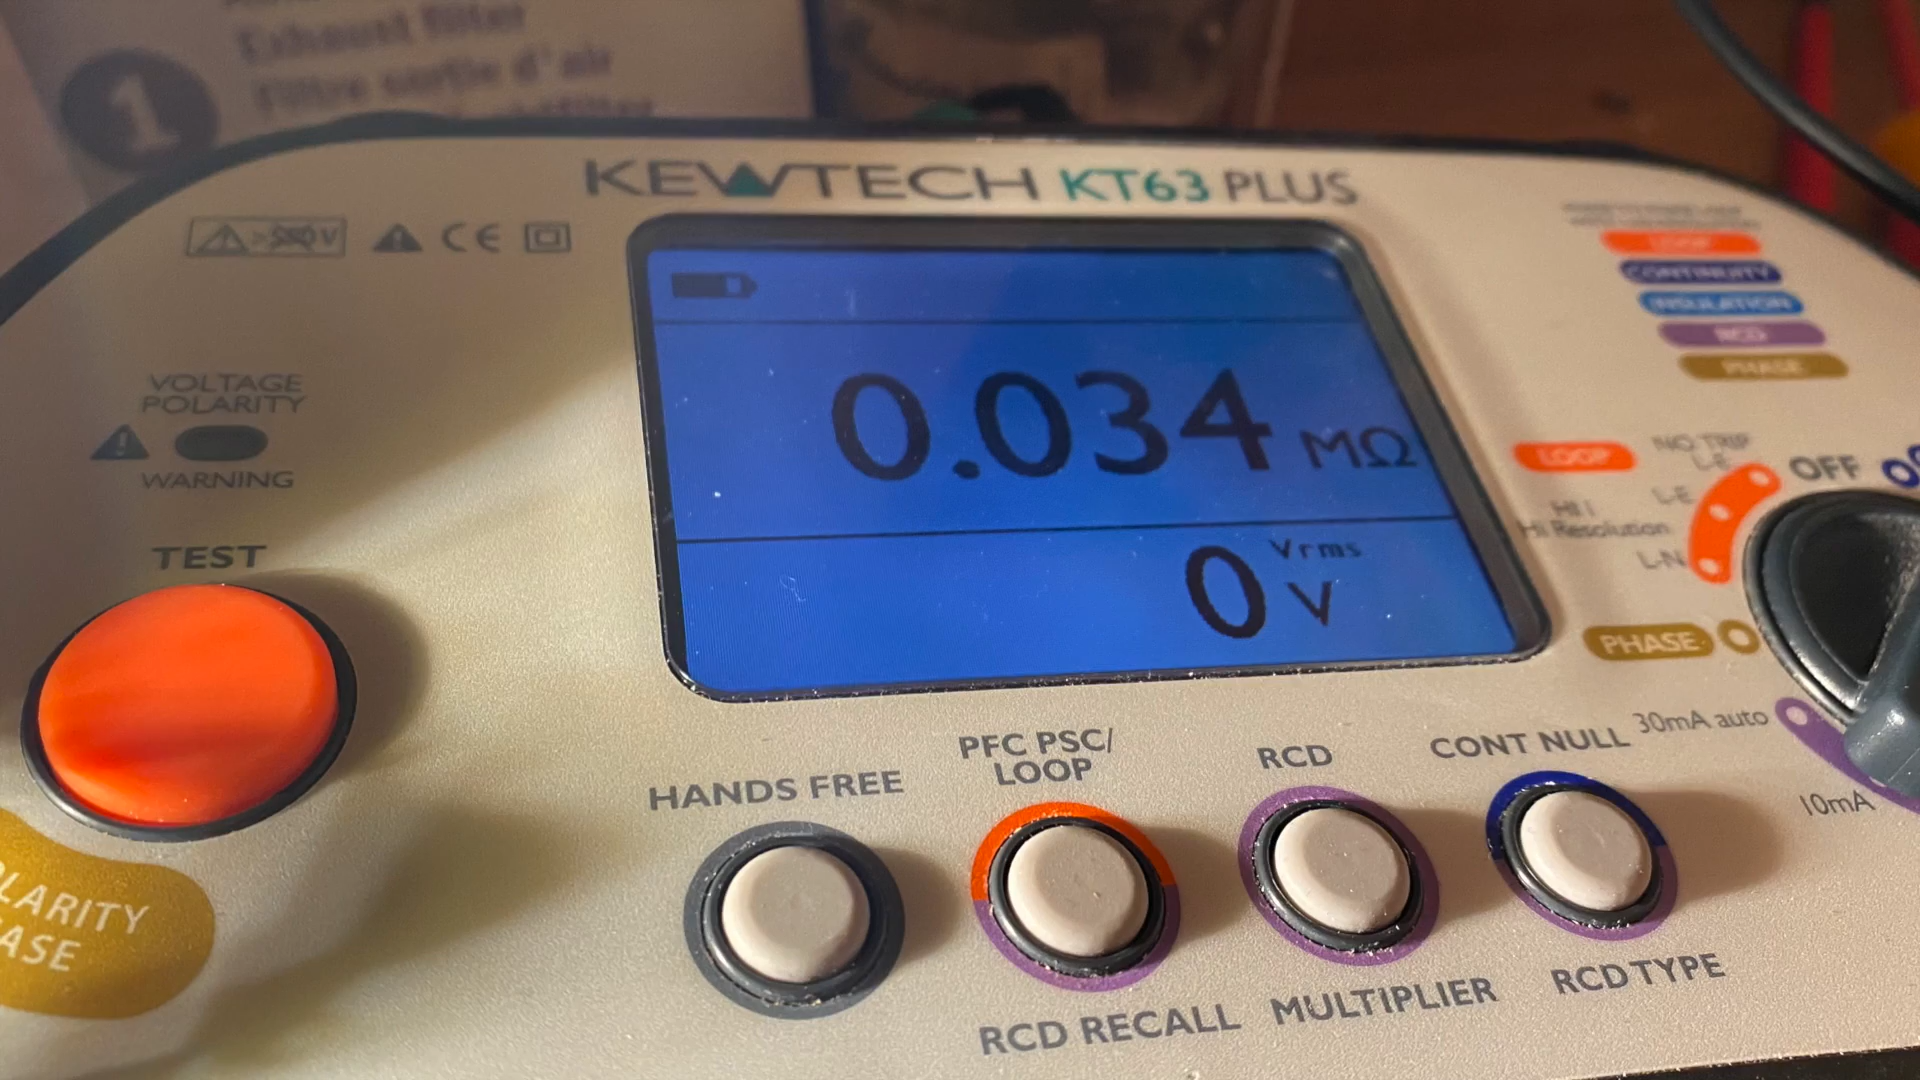 1
Exhaust filter
Filtre sortie d'air
KEWTECH KT63 PLUS
CE
LOOP
CONTINUITY
INSULATION
RCD
PHASE
VOLTAGE
POLARITY
WARNING
0.034 MΩ
0 Vrms
V
LOOP
NO TRIP
L-E
OFF
L-E
HI I
Hi Resolution
L-N
TEST
PHASE
30mA auto
10mA
HANDS FREE
PFC PSC/
LOOP
RCD
CONT NULL
LARITY
ASE
RCD RECALL
MULTIPLIER
RCD TYPE